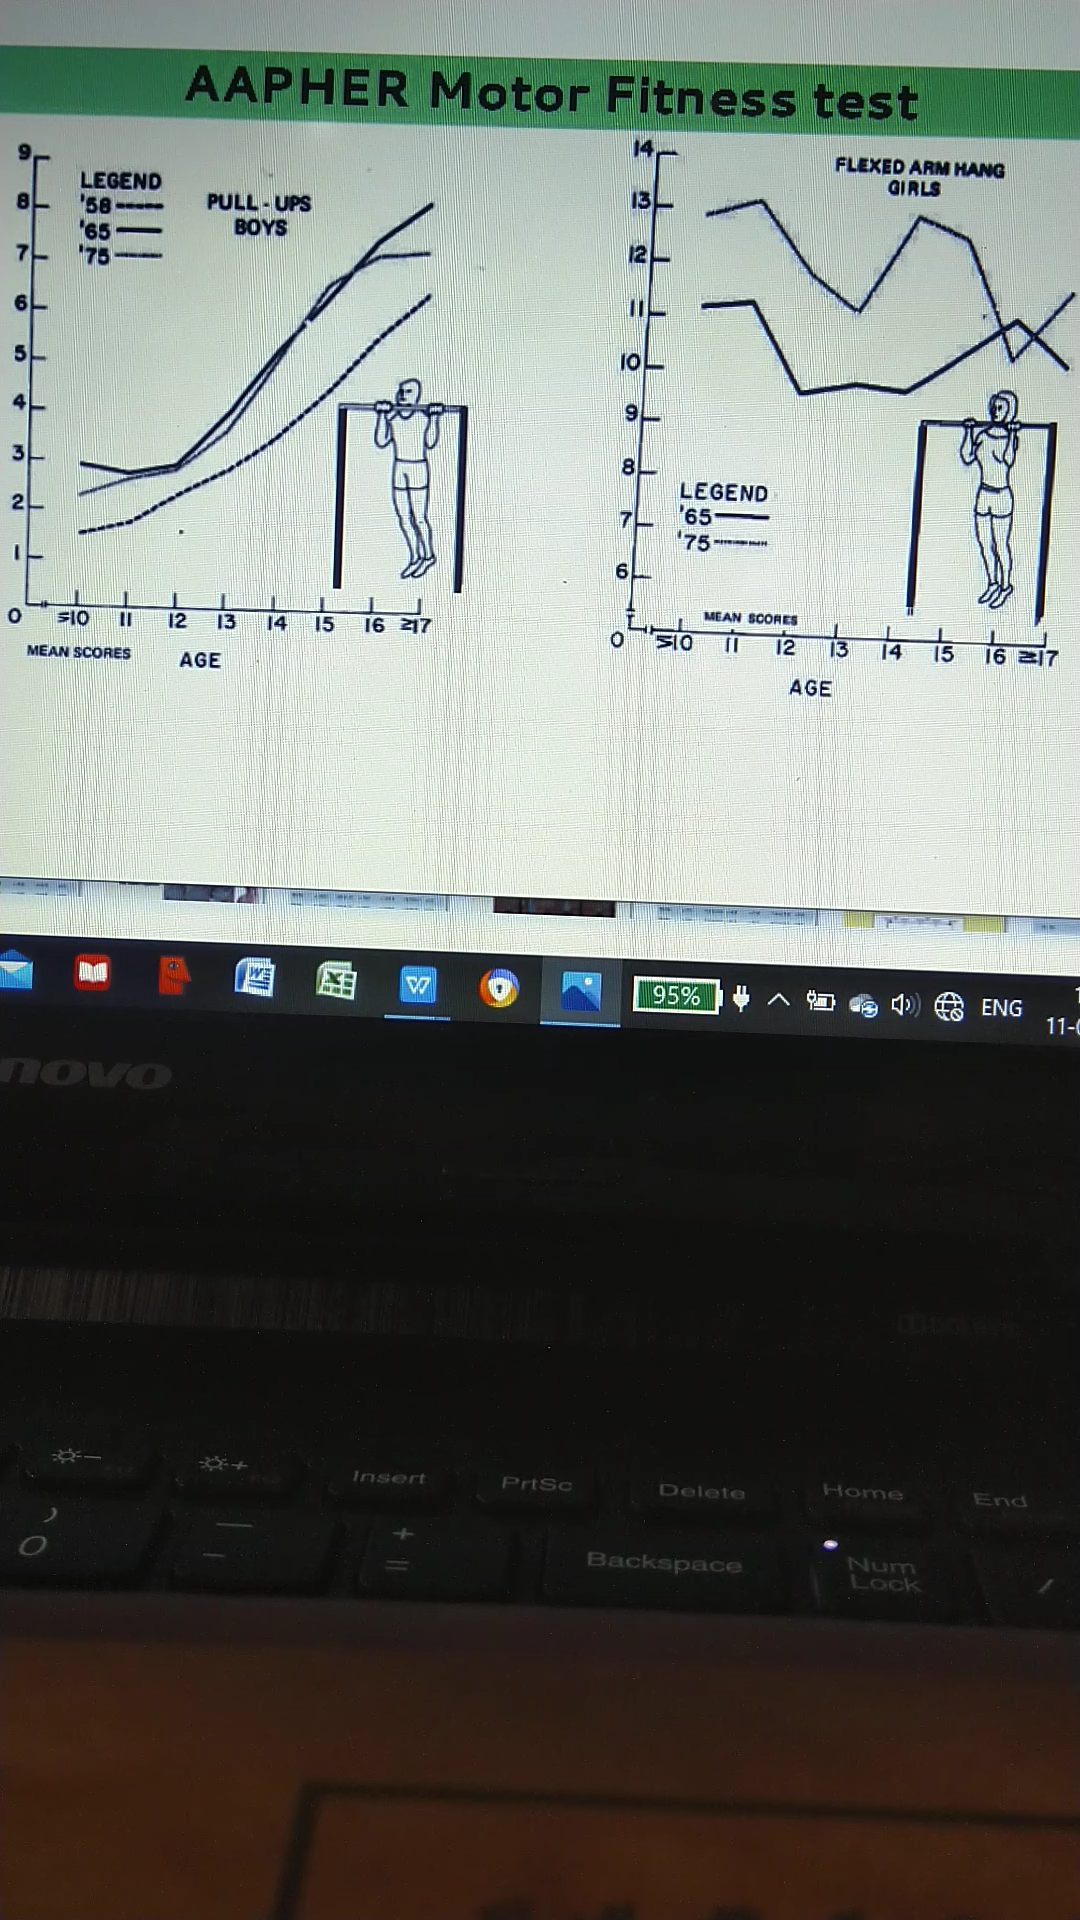 AAPHER Motor Fitness test
9
8
7
6
5
4
3
2
1
0
LEGEND
'58
'65
'75
PULL - UPS
BOYS
≤10 11 12 13 14 15 16 ≥17
MEAN SCORES
AGE
14
13
12
11
10
9
8
7
6
0
FLEXED ARM HANG
GIRLS
LEGEND
'65
'75
MEAN SCORES
≥10 11 12 13 14 15 16 ≥17
AGE
95%
ENG
novo
Insert
PrtSc
Delete
Home
End
)
0
—
-
+
=
Backspace
Num
Lock
/